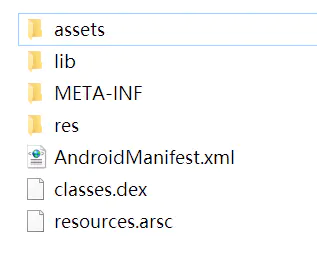 assets
lib
META-INF
res
AndroidManifest.xml
classes.dex
resources.arsc